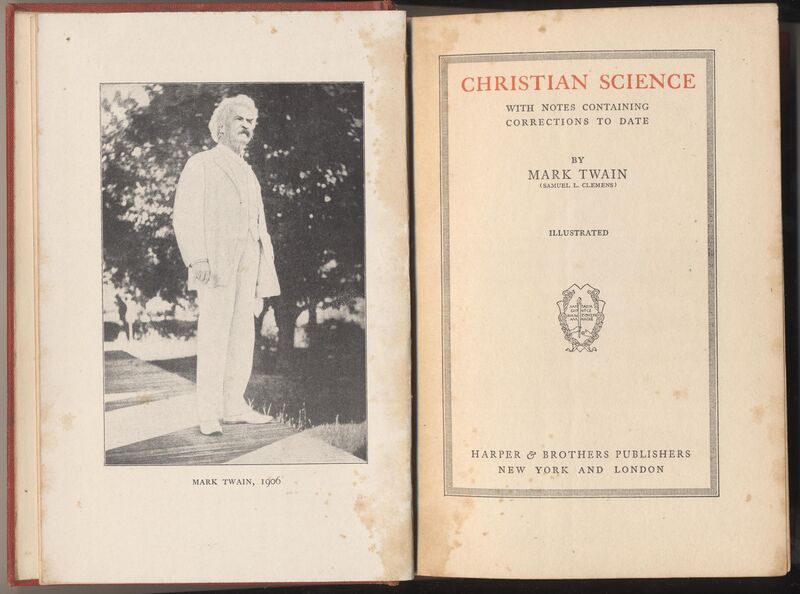 MARK TWAIN, 1906
CHRISTIAN SCIENCE
WITH NOTES CONTAINING
CORRECTIONS TO DATE
BY
MARK TWAIN
(SAMUEL L. CLEMENS)
ILLUSTRATED
HARPER & BROTHERS PUBLISHERS
NEW YORK AND LONDON